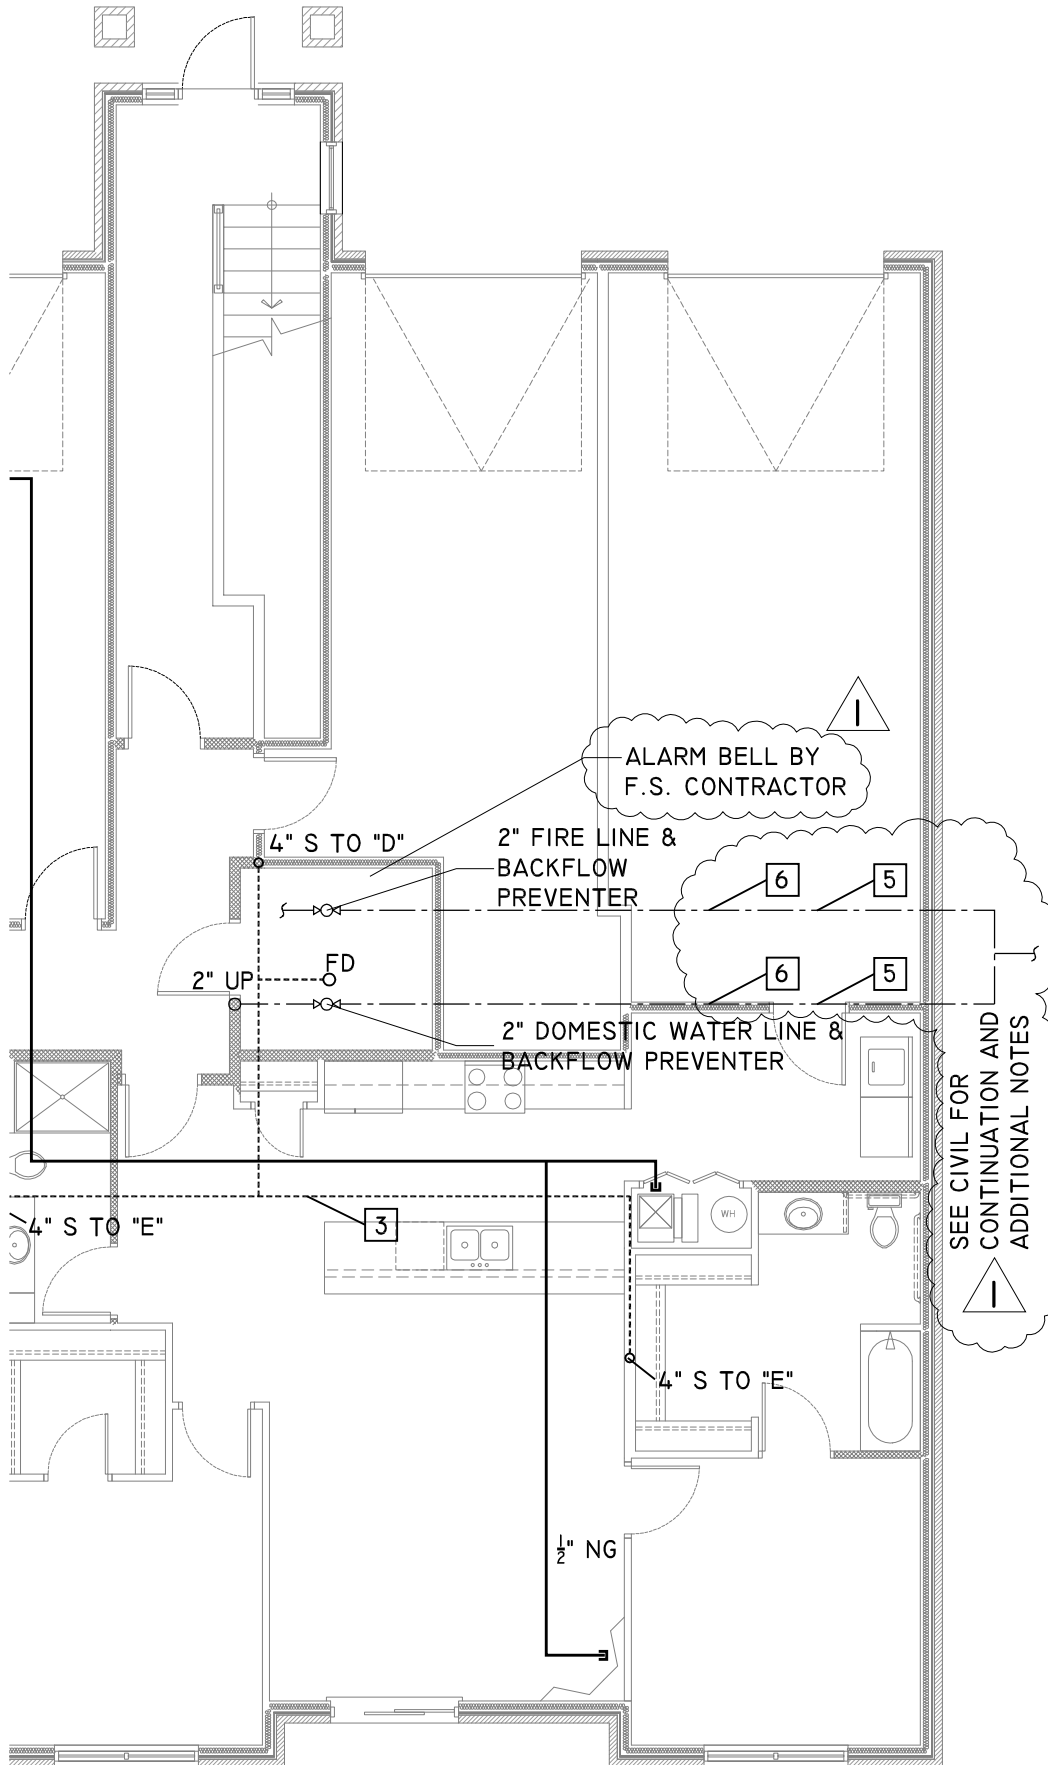 1
ALARM BELL BY
F.S. CONTRACTOR
4" S TO "D"
2" FIRE LINE &
BACKFLOW
PREVENTER
6
5
FD
2" UP
6
5
2" DOMESTIC WATER LINE &
BACKFLOW PREVENTER
SEE CIVIL FOR
CONTINUATION AND
ADDITIONAL NOTES
1
4" S TO "E"
3
WH
4" S TO "E"
½" NG